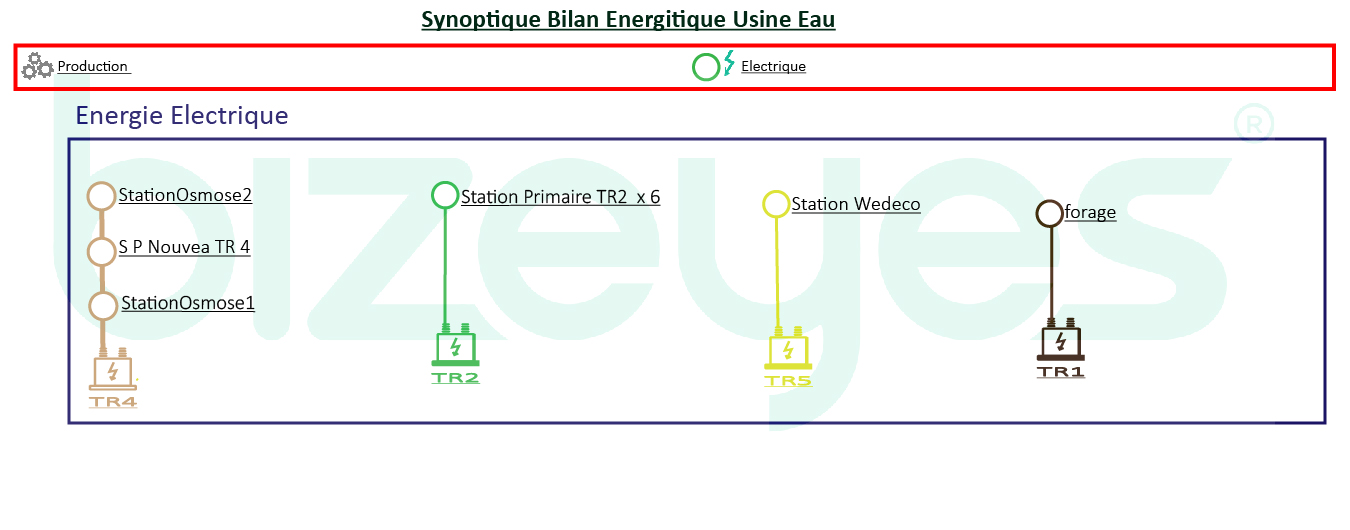 Synoptique Bilan Energitique Usine Eau
Production
Electrique
Energie Electrique
bizeyes
®
StationOsmose2
Station Primaire TR2 x 6
Station Wedeco
forage
S P Nouvea TR 4
StationOsmose1
TR4
TR2
TR5
TR1